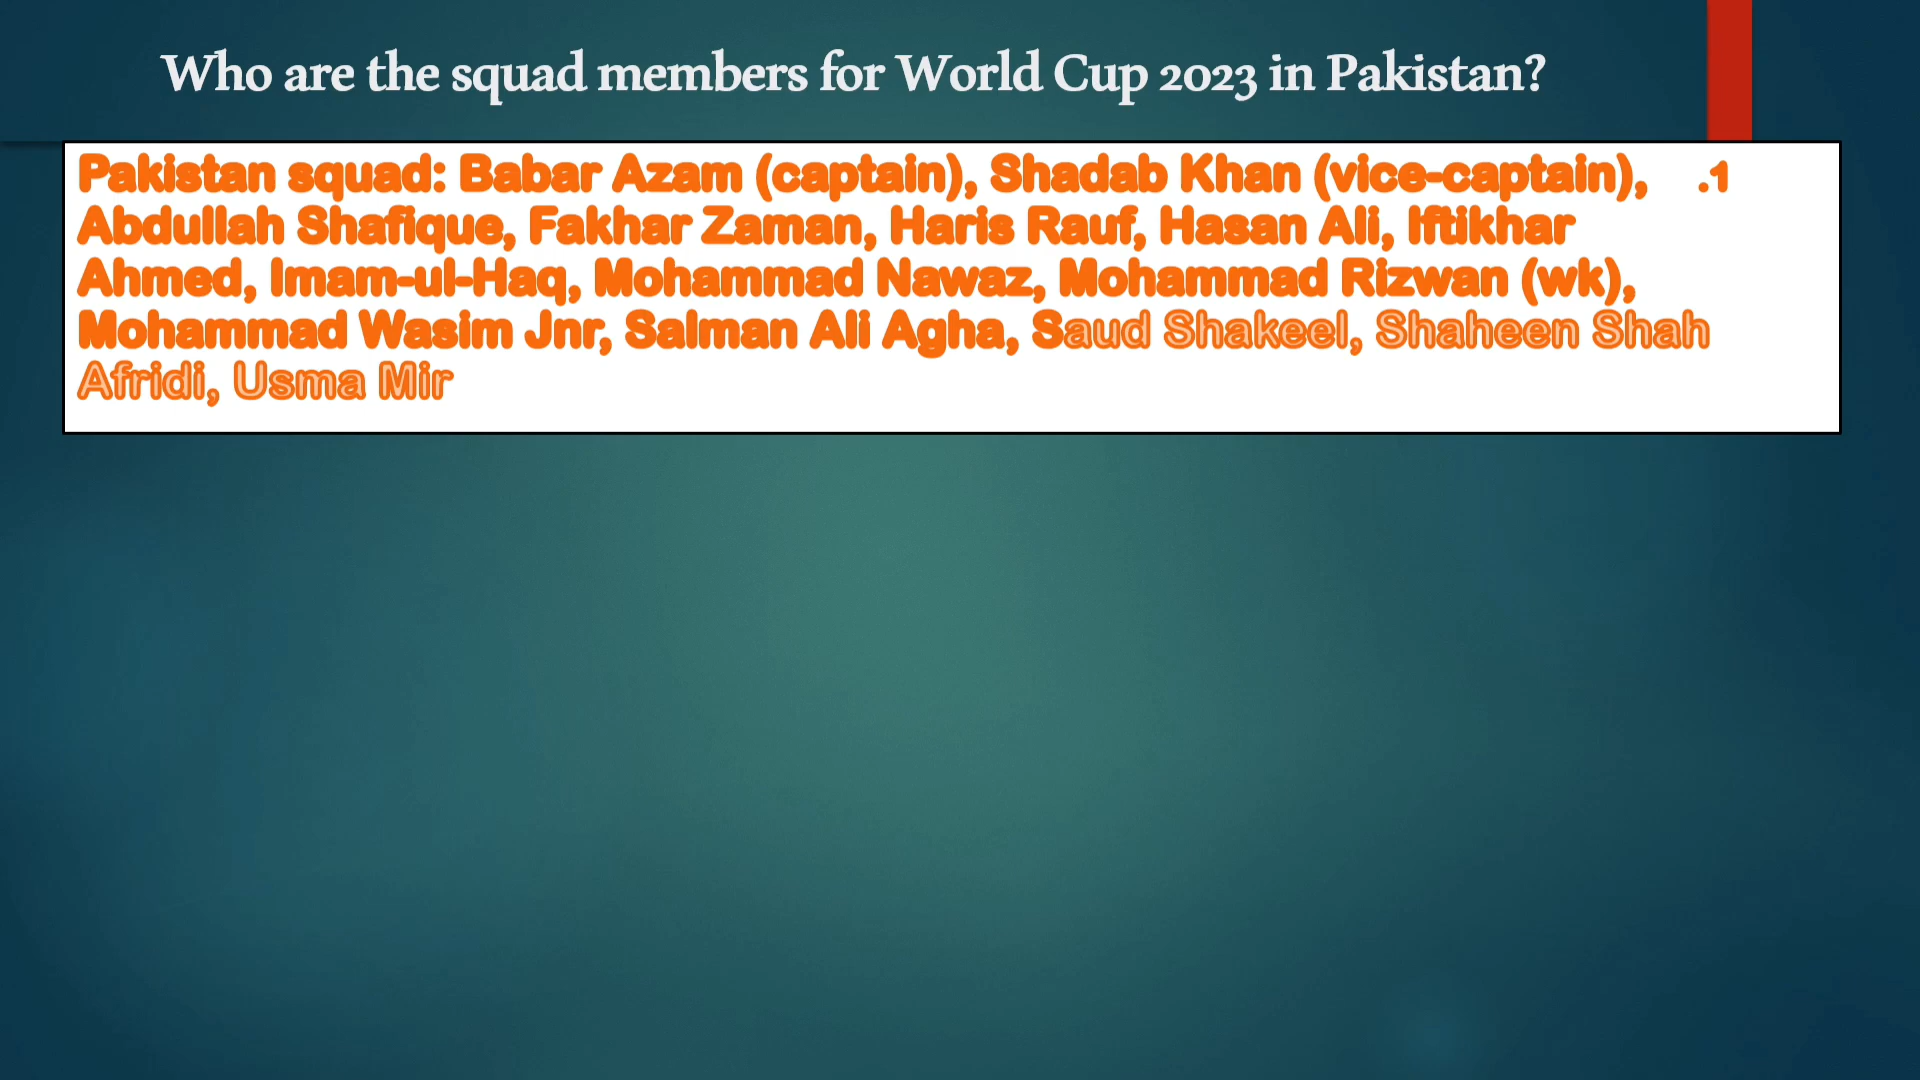 Who are the squad members for World Cup 2023 in Pakistan?
Pakistan squad: Babar Azam (captain), Shadab Khan (vice-captain), .1
Abdullah Shafique, Fakhar Zaman, Haris Rauf, Hasan Ali, Iftikhar
Ahmed, Imam-ul-Haq, Mohammad Nawaz, Mohammad Rizwan (wk),
Mohammad Wasim Jnr, Salman Ali Agha, Saud Shakeel, Shaheen Shah
Afridi, Usma Mir